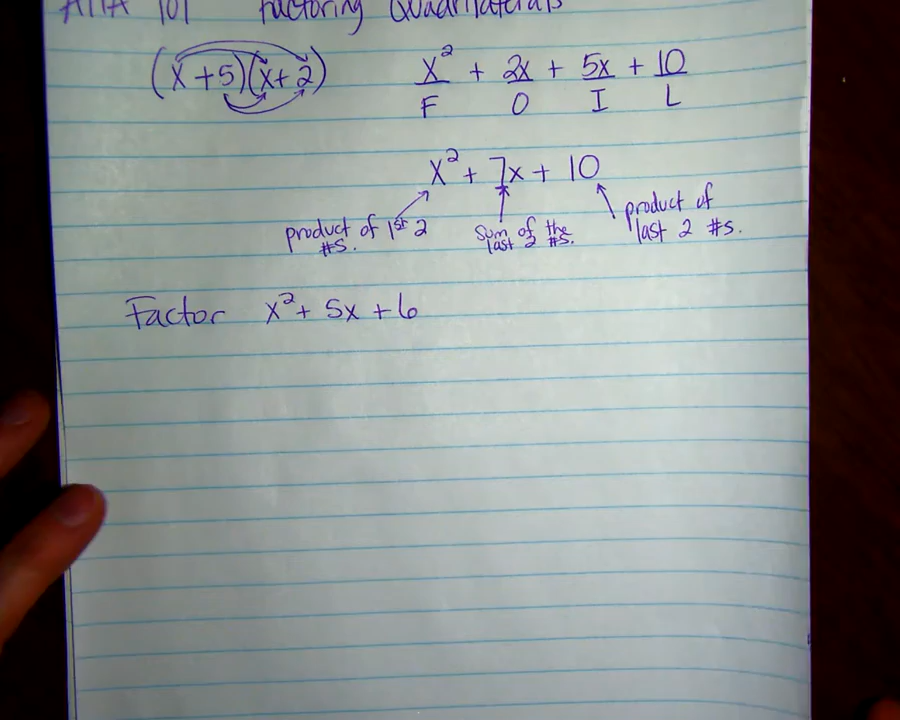 Factoring Quadrilaterals
(x + 5)(x + 2) x² + 2x + 5x + 10
F O I L
x² + 7x + 10
product of 1st 2 #s. Sum of the last 2 #s. product of last 2 #s.
Factor x² + 5x + 6